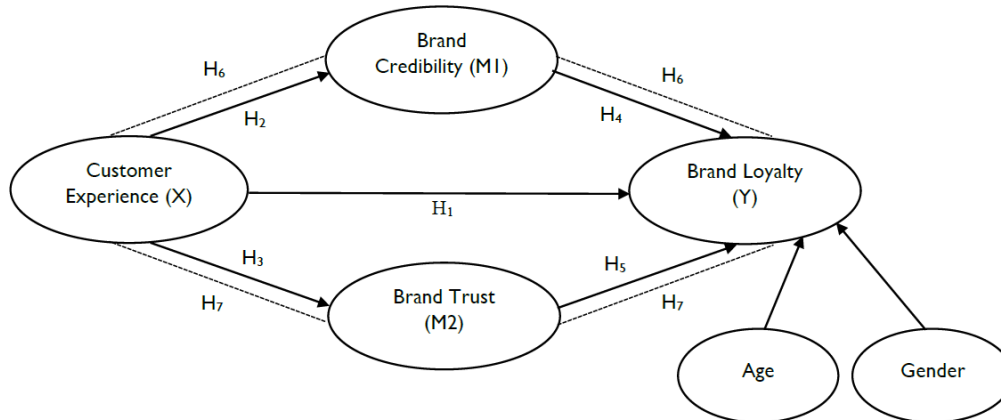 Brand
Credibility (M1)
H₆
H₆
H₂
H₄
Customer
Experience (X)
Brand Loyalty
(Y)
H₁
H₃
H₅
H₇
Brand Trust
(M2)
H₇
Age
Gender